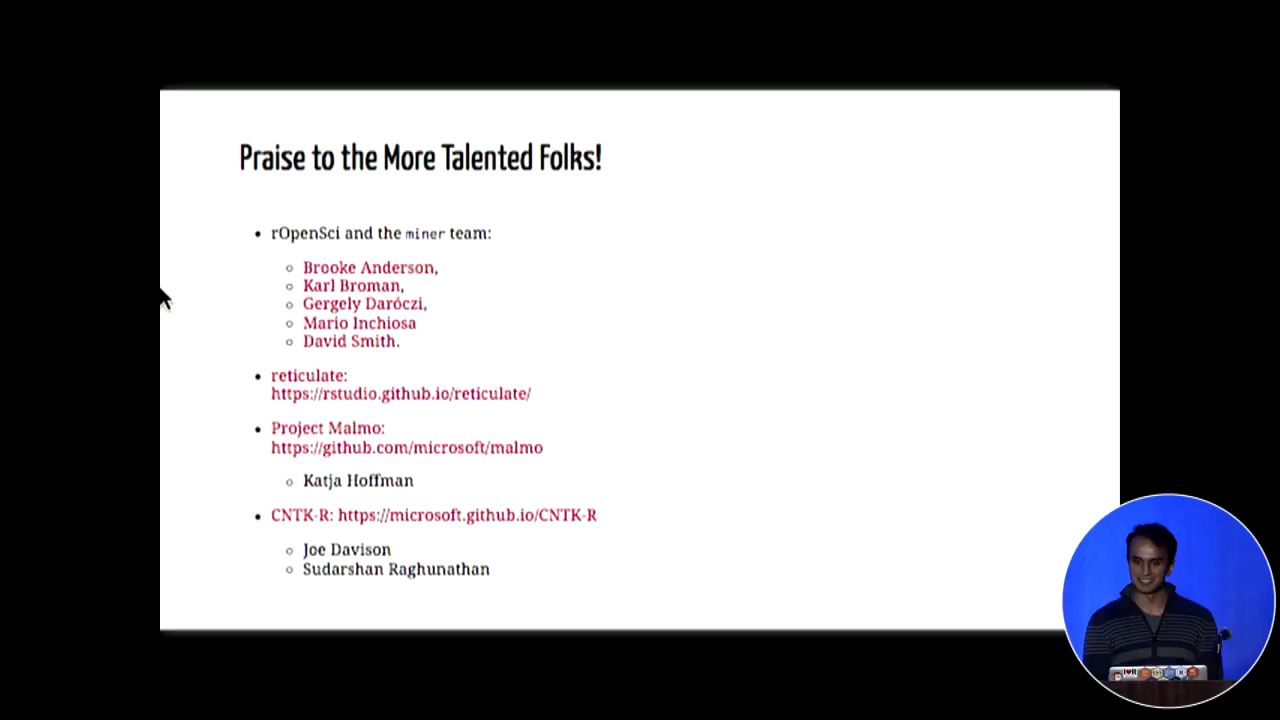 Praise to the More Talented Folks!
rOpenSci and the miner team:
Brooke Anderson,
Karl Broman,
Gergely Daróczi,
Mario Inchiosa
David Smith.
reticulate:
https://rstudio.github.io/reticulate/
Project Malmo:
https://github.com/microsoft/malmo
Katja Hoffman
CNTK-R: https://microsoft.github.io/CNTK-R
Joe Davison
Sudarshan Raghunathan